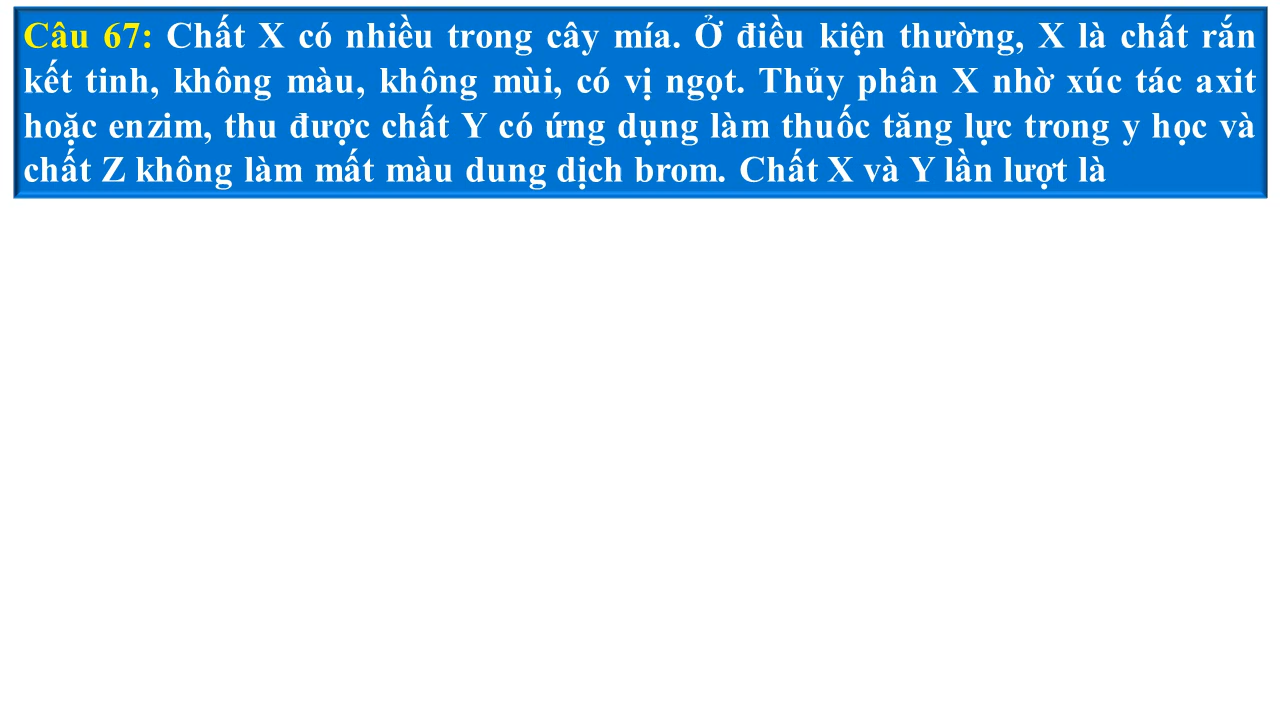 Câu 67: Chất X có nhiều trong cây mía. Ở điều kiện thường, X là chất rắn
kết tinh, không màu, không mùi, có vị ngọt. Thủy phân X nhờ xúc tác axit
hoặc enzim, thu được chất Y có ứng dụng làm thuốc tăng lực trong y học và
chất Z không làm mất màu dung dịch brom. Chất X và Y lần lượt là